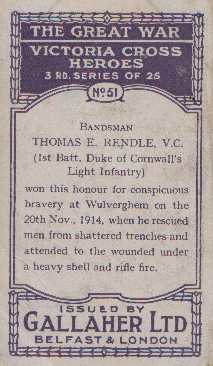 THE GREAT WAR
VICTORIA CROSS
HEROES
3RD. SERIES OF 25
No 51
BANDSMAN
THOMAS E. RENDLE, V.C.
(1st Batt. Duke of Cornwall's
Light Infantry)
won this honour for conspicuous
bravery at Wulverghem on the
20th Nov., 1914, when he rescued
men from shattered trenches and
attended to the wounded under
a heavy shell and rifle fire.
ISSUED BY
GALLAHER LTD
BELFAST & LONDON